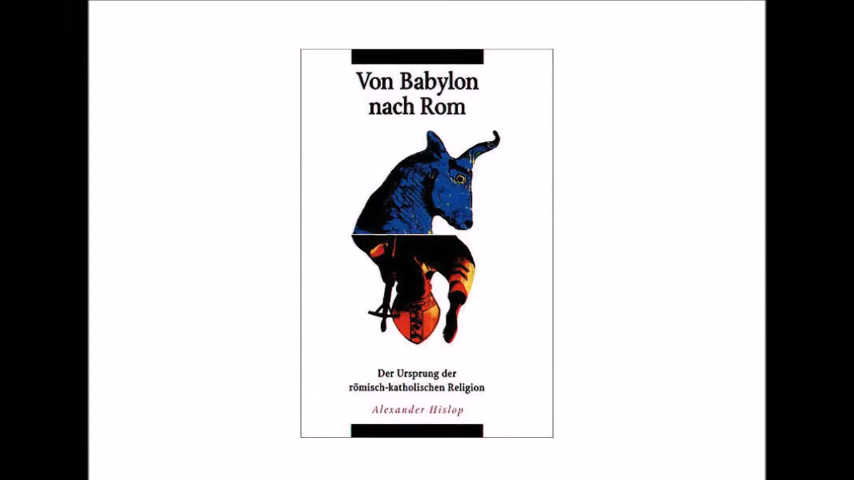 Von Babylon
nach Rom
Der Ursprung der
römisch-katholischen Religion
Alexander Hislop